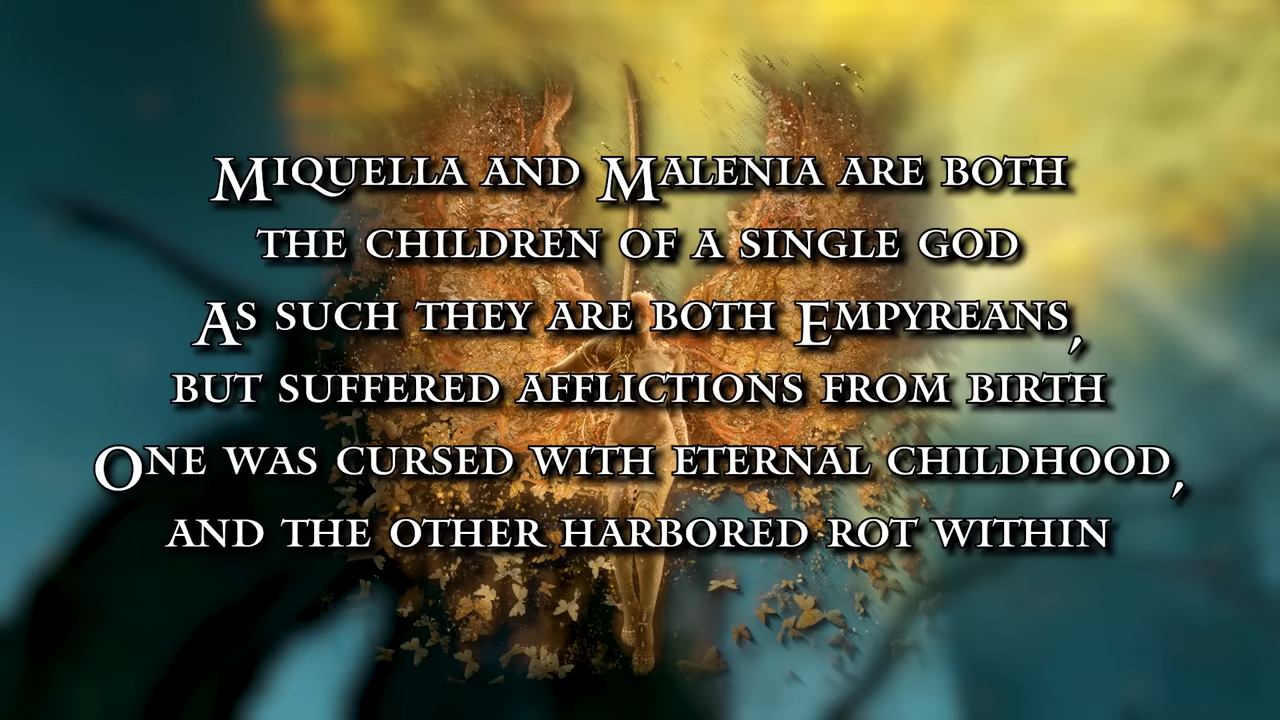 Miquella and Malenia are both
the children of a single god
As such they are both Empyreans,
but suffered afflictions from birth
One was cursed with eternal childhood,
and the other harbored rot within